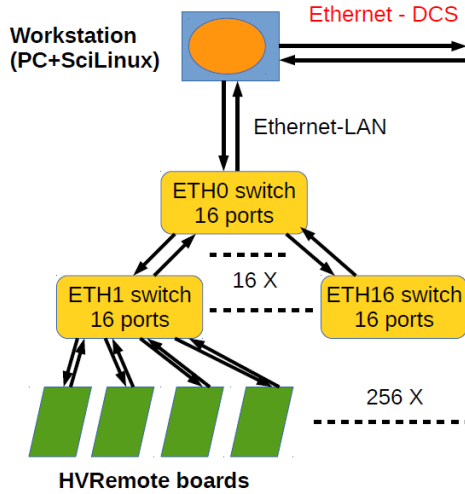 Ethernet - DCS
Workstation
(PC+SciLinux)
Ethernet-LAN
ETH0 switch
16 ports
16 X
ETH1 switch
16 ports
ETH16 switch
16 ports
256 X
HVRemote boards